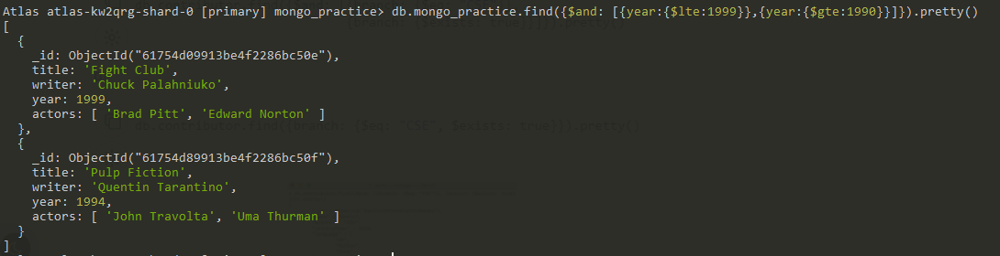 Atlas atlas-kw2qrg-shard-0 [primary] mongo_practice> db.mongo_practice.find({$and: [{year:{$lte:1999}},{year:{$gte:1990}}]}).pretty()
[
  {
    _id: ObjectId("61754d09913be4f2286bc50e"),
    title: 'Fight Club',
    writer: 'Chuck Palahniuko',
    year: 1999,
    actors: [ 'Brad Pitt', 'Edward Norton' ]
  },
  {
    _id: ObjectId("61754d89913be4f2286bc50f"),
    title: 'Pulp Fiction',
    writer: 'Quentin Tarantino',
    year: 1994,
    actors: [ 'John Travolta', 'Uma Thurman' ]
  }
]